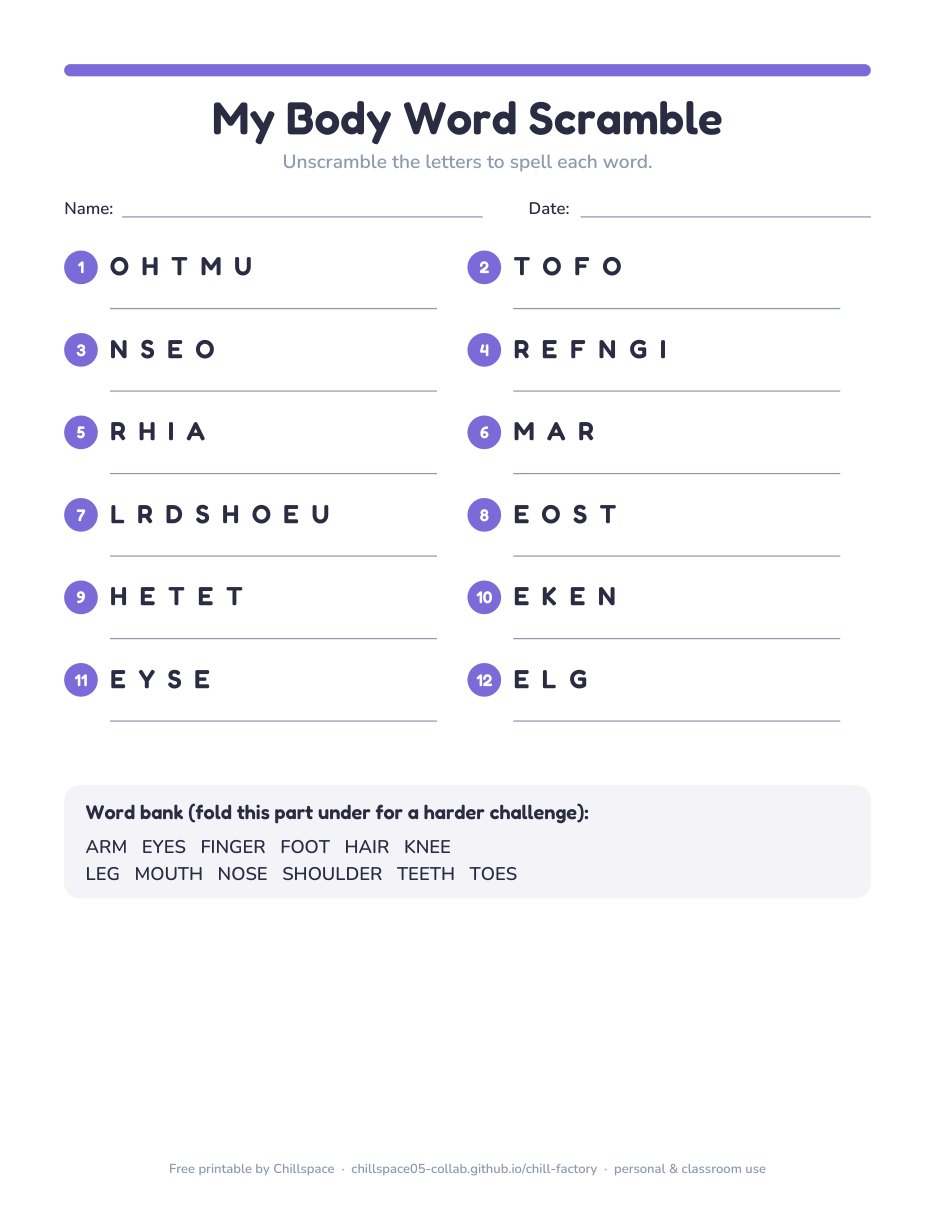 My Body Word Scramble
Unscramble the letters to spell each word.
Name: Date:
1 O H T M U 2 T O F O
3 N S E O 4 R E F N G I
5 R H I A 6 M A R
7 L R D S H O E U 8 E O S T
9 H E T E T 10 E K E N
11 E Y S E 12 E L G
Word bank (fold this part under for a harder challenge):
ARM EYES FINGER FOOT HAIR KNEE
LEG MOUTH NOSE SHOULDER TEETH TOES
Free printable by Chillspace · chillspace05-collab.github.io/chill-factory · personal & classroom use